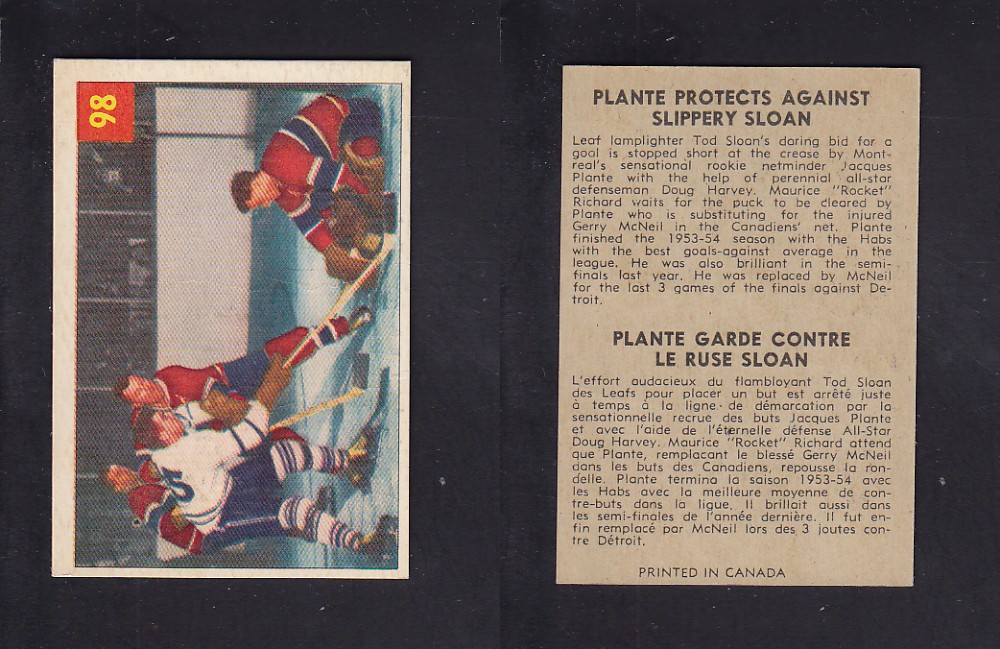 98
PLANTE PROTECTS AGAINST
SLIPPERY SLOAN
Leaf lamplighter Tod Sloan's daring bid for a
goal is stopped short at the crease by Mont-
real's sensational rookie netminder Jacques
Plante with the help of perennial all-star
defenseman Doug Harvey. Maurice "Rocket"
Richard waits for the puck to be cleared by
Plante who is substituting for the injured
Gerry McNeil in the Canadiens' net. Plante
finished the 1953-54 season with the Habs
with the best goals-against average in the
league. He was also brilliant in the semi-
finals last year. He was replaced by McNeil
for the last 3 games of the finals against De-
troit.
PLANTE GARDE CONTRE
LE RUSE SLOAN
L'effort audacieux du flambloyant Tod Sloan
des Leafs pour placer un but est arrêté juste
à temps à la ligne de démarcation par la
sensationelle recrue des buts Jacques Plante
et avec l'aide de l'éternelle défense All-Star
Doug Harvey. Maurice "Rocket" Richard attend
que Plante, remplacant le blessé Gerry McNeil
dans les buts des Canadiens, repousse la ron-
delle. Plante termina la saison 1953-54 avec
les Habs avec la meilleure moyenne de con-
tre-buts dans la ligue. Il brillait aussi dans
les semi-finales de l'année dernière. Il fut en-
fin remplacé par McNeil lors des 3 joutes con-
tre Détroit.
PRINTED IN CANADA